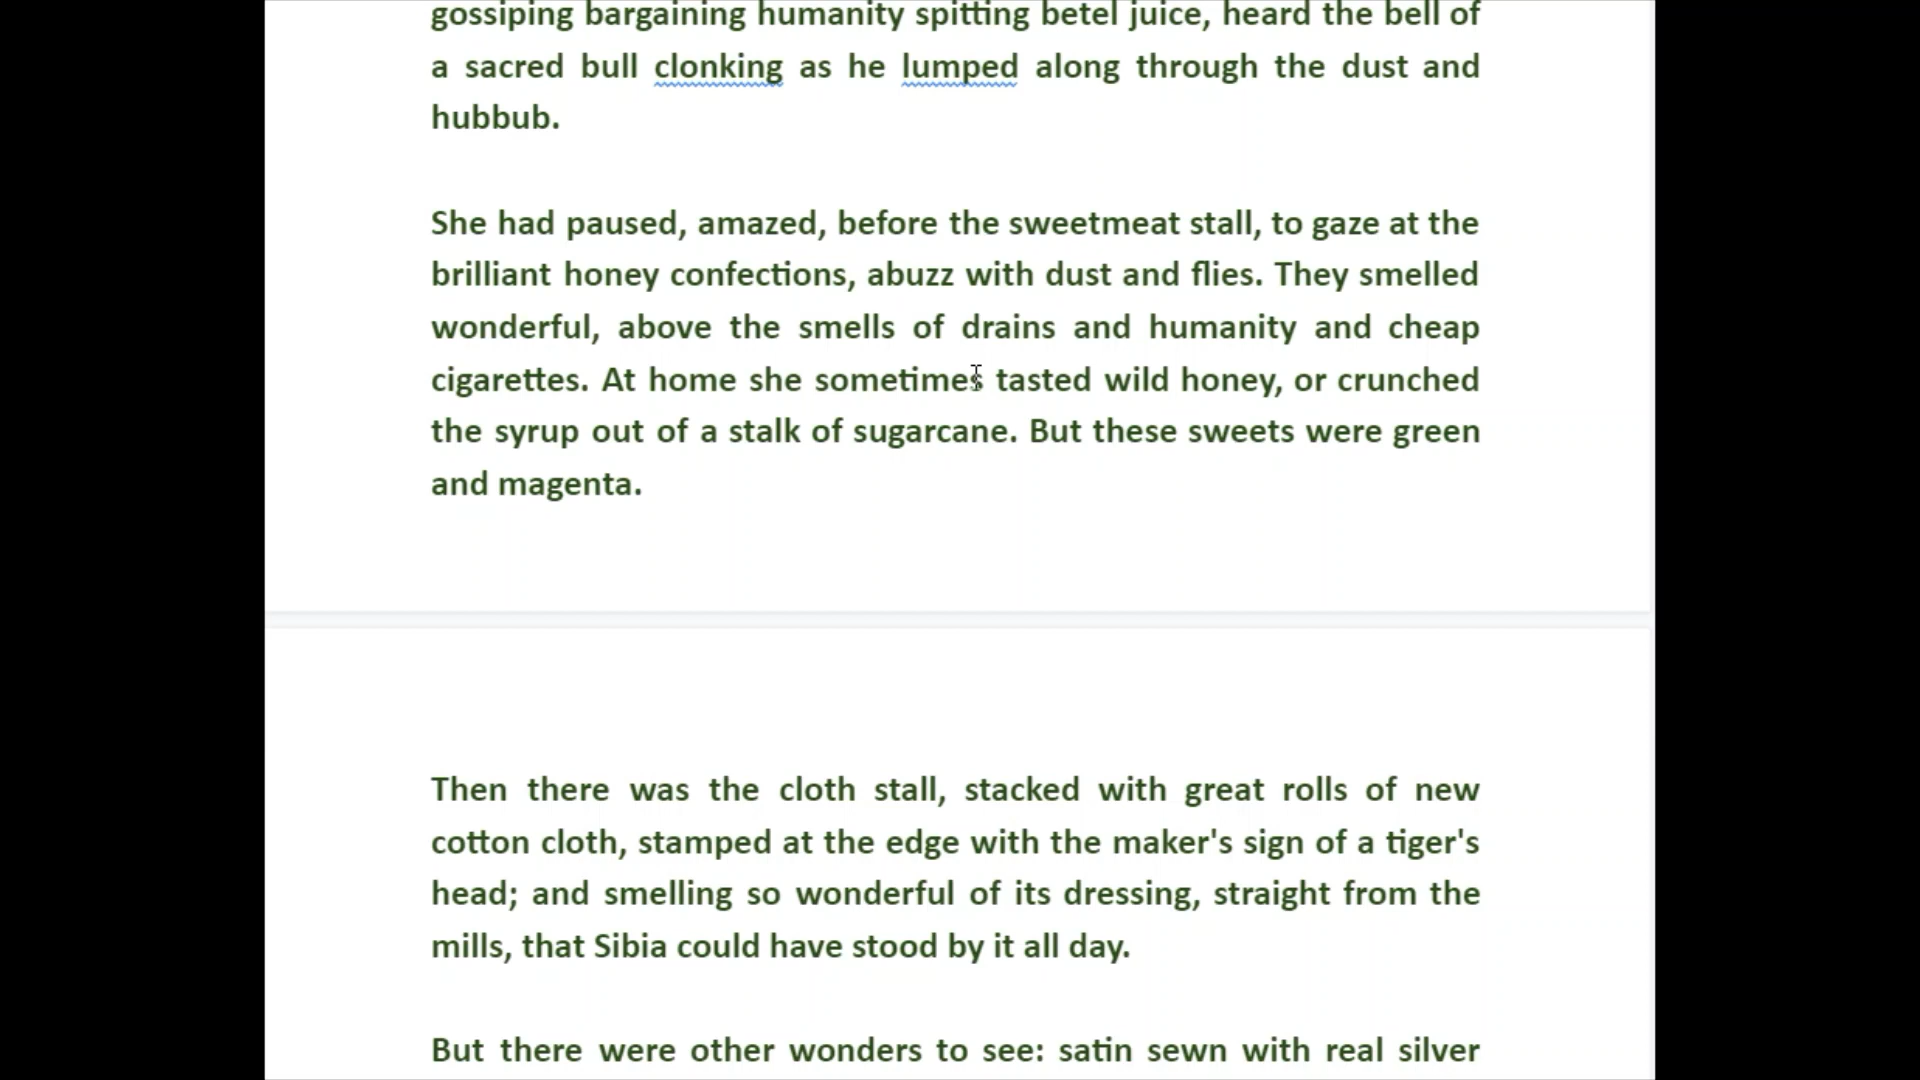 gossiping bargaining humanity spitting betel juice, heard the bell of
a sacred bull clonking as he lumped along through the dust and
hubbub.
She had paused, amazed, before the sweetmeat stall, to gaze at the
brilliant honey confections, abuzz with dust and flies. They smelled
wonderful, above the smells of drains and humanity and cheap
cigarettes. At home she sometimes tasted wild honey, or crunched
the syrup out of a stalk of sugarcane. But these sweets were green
and magenta.
Then there was the cloth stall, stacked with great rolls of new
cotton cloth, stamped at the edge with the maker's sign of a tiger's
head; and smelling so wonderful of its dressing, straight from the
mills, that Sibia could have stood by it all day.
But there were other wonders to see: satin sewn with real silver